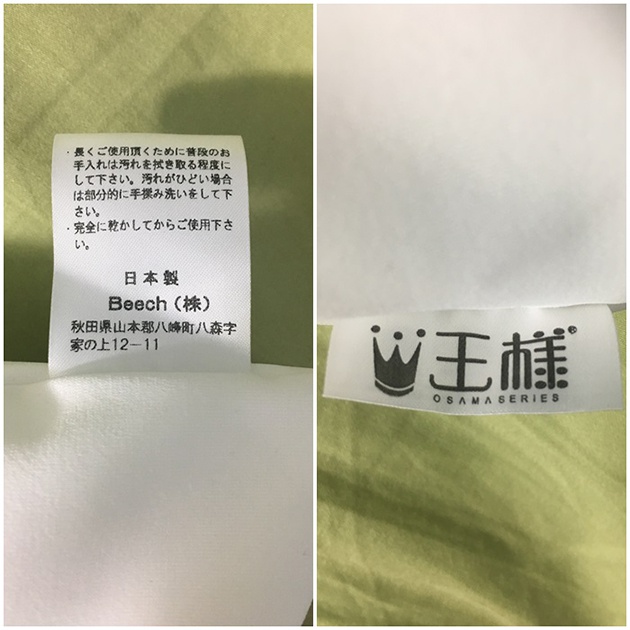 ・長くご使用頂くために普段のお
手入れは汚れを拭き取る程度に
して下さい。汚れがひどい場合
は部分的に手揉み洗いをして下
さい。
・完全に乾かしてからご使用下さ
い。
日本製
Beech（株）
秋田県山本郡八峰町八森字
家の上12－11
王様®
OSAMA SERIES